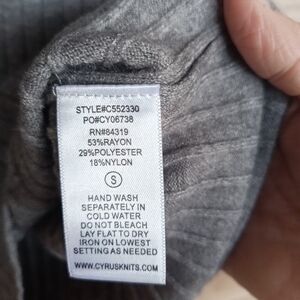 STYLE#C552330
PO#CY06738
RN#84319
53%RAYON
29%POLYESTER
18%NYLON
S
HAND WASH
SEPARATELY IN
COLD WATER
DO NOT BLEACH
LAY FLAT TO DRY
IRON ON LOWEST
SETTING AS NEEDED
WWW.CYRUSKNITS.COM